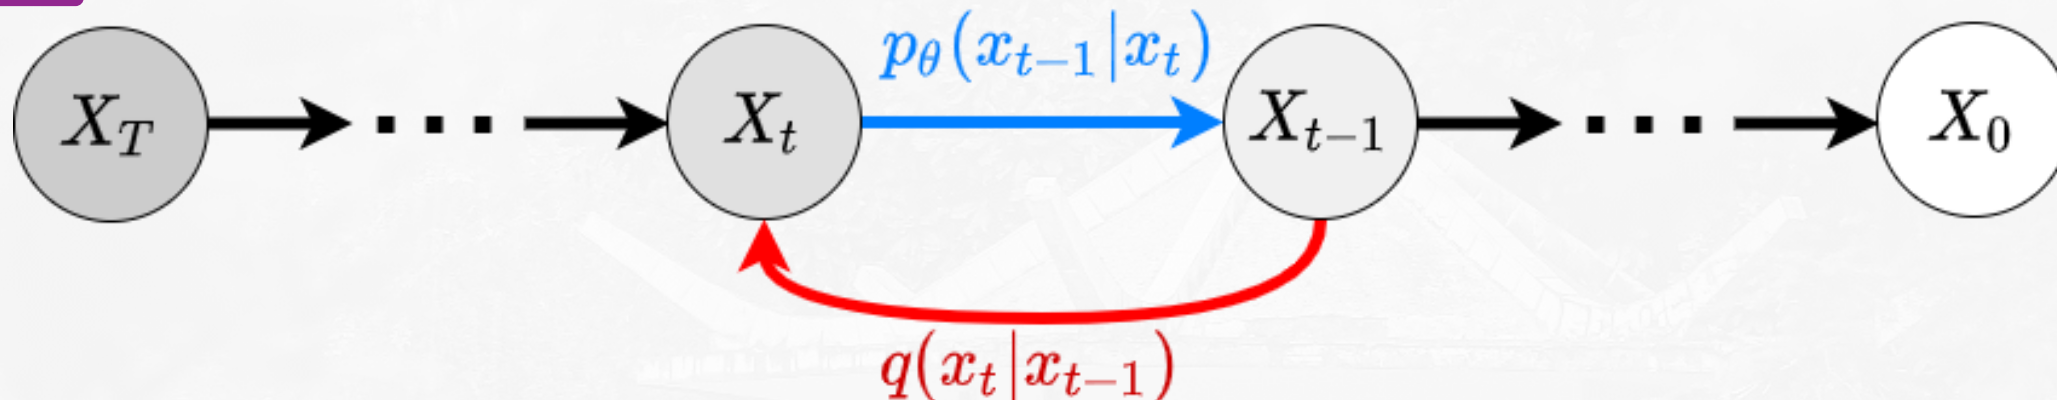 p_θ(x_{t−1}|x_t)
X_T ··· X_t X_{t−1} ··· X_0
q(x_t|x_{t−1})